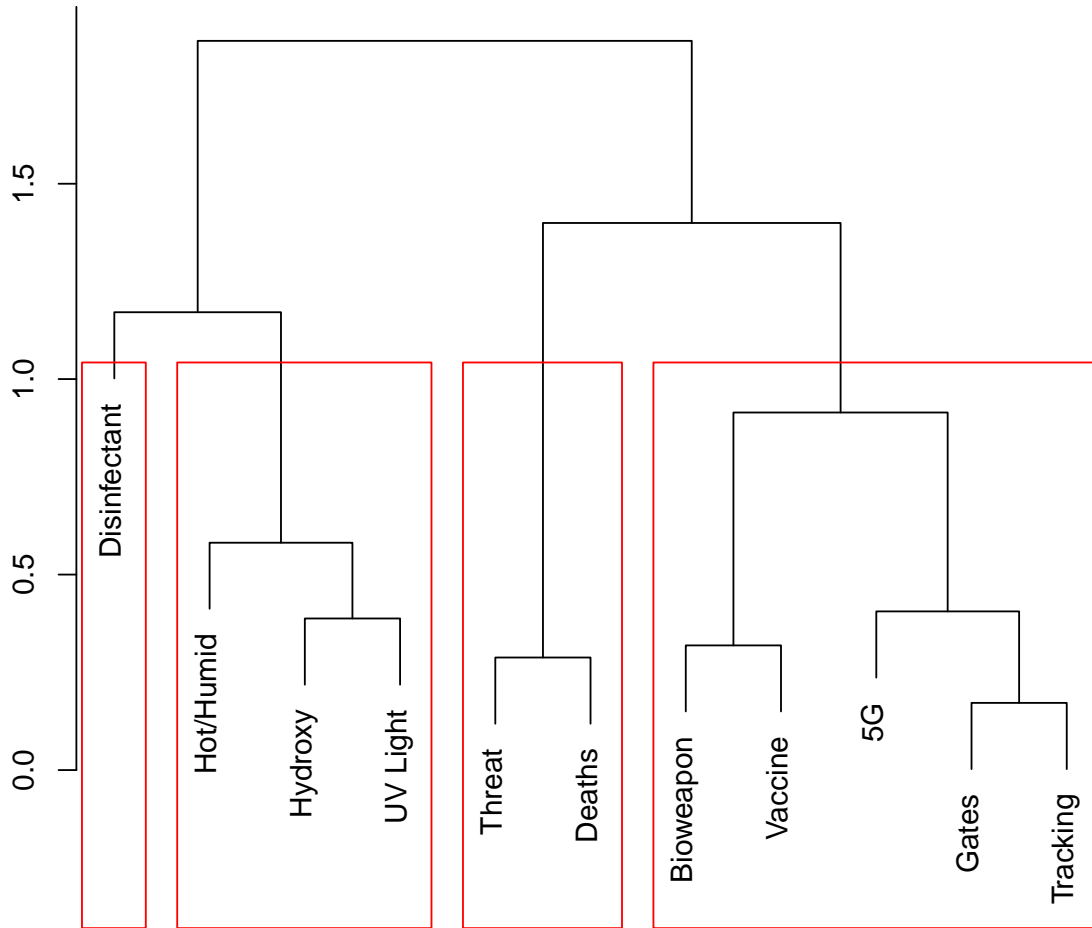 1.5
1.0
0.5
0.0
Disinfectant
Hot/Humid
Hydroxy
UV Light
Threat
Deaths
Bioweapon
Vaccine
5G
Gates
Tracking